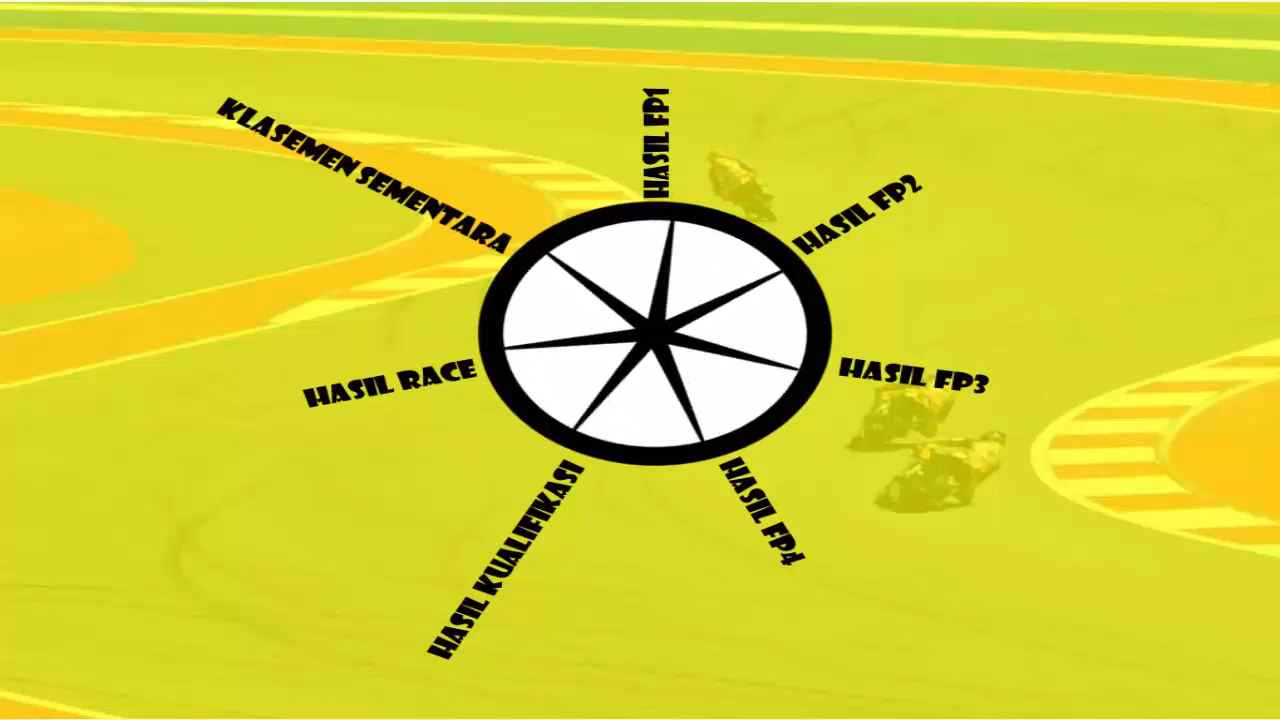 HASIL FP1
HASIL FP2
HASIL FP3
HASIL FP4
HASIL KUALIFIKASI
HASIL RACE
KLASEMEN SEMENTARA